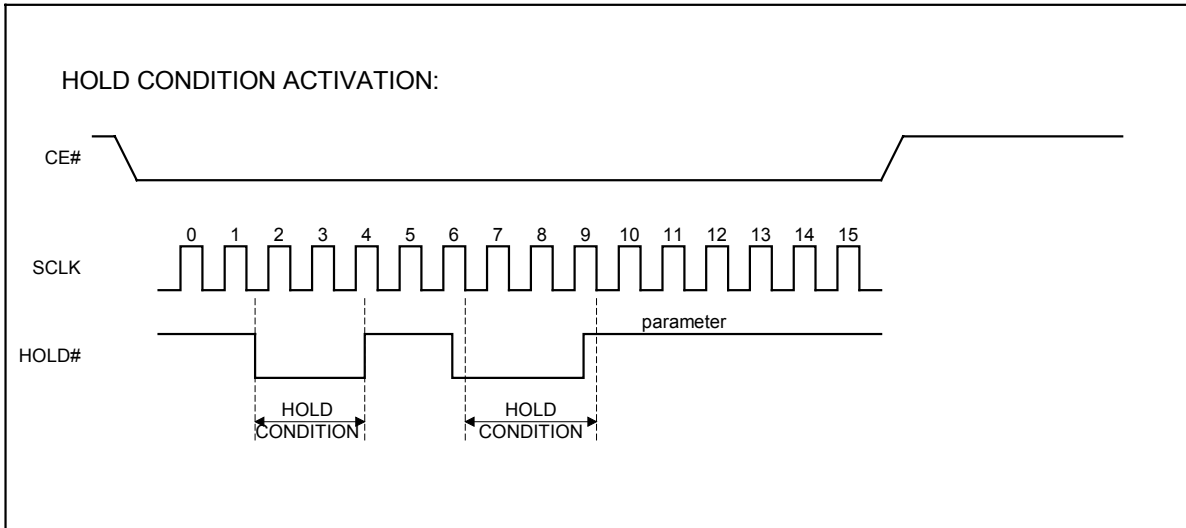 HOLD CONDITION ACTIVATION:
CE#
0 1 2 3 4 5 6 7 8 9 10 11 12 13 14 15
SCLK
parameter
HOLD#
HOLD CONDITION
HOLD CONDITION